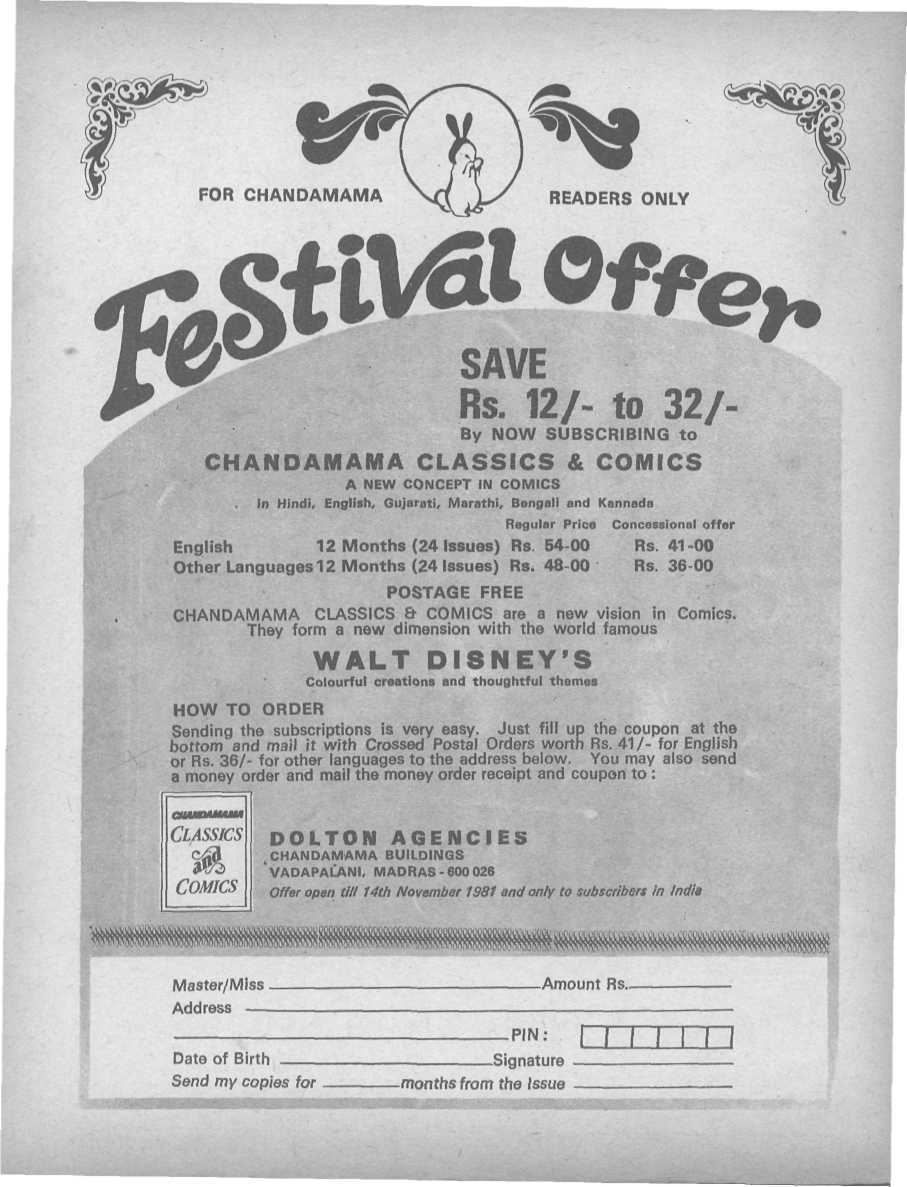 FOR CHANDAMAMA READERS ONLY
Festival Offer
SAVE
Rs. 12/- to 32/-
By NOW SUBSCRIBING to
CHANDAMAMA CLASSICS & COMICS
A NEW CONCEPT IN COMICS
in Hindi, English, Gujarati, Marathi, Bengali and Kannada
Regular Price Concessional offer
English 12 Months (24 Issues) Rs. 54-00 Rs. 41-00
Other Languages 12 Months (24 Issues) Rs. 48-00 Rs. 36-00
POSTAGE FREE
CHANDAMAMA CLASSICS & COMICS are a new vision in Comics.
They form a new dimension with the world famous
WALT DISNEY'S
Colourful creations and thoughtful themes
HOW TO ORDER
Sending the subscriptions is very easy. Just fill up the coupon at the
bottom and mail it with Crossed Postal Orders worth Rs. 41/- for English
or Rs. 36/- for other languages to the address below. You may also send
a money order and mail the money order receipt and coupon to :
CHANDAMAMA
CLASSICS
and
COMICS
DOLTON AGENCIES
CHANDAMAMA BUILDINGS
VADAPALANI, MADRAS - 600 026
Offer open till 14th November 1981 and only to subscribers in India
Master/Miss Amount Rs.
Address
PIN :
Date of Birth Signature
Send my copies for months from the Issue